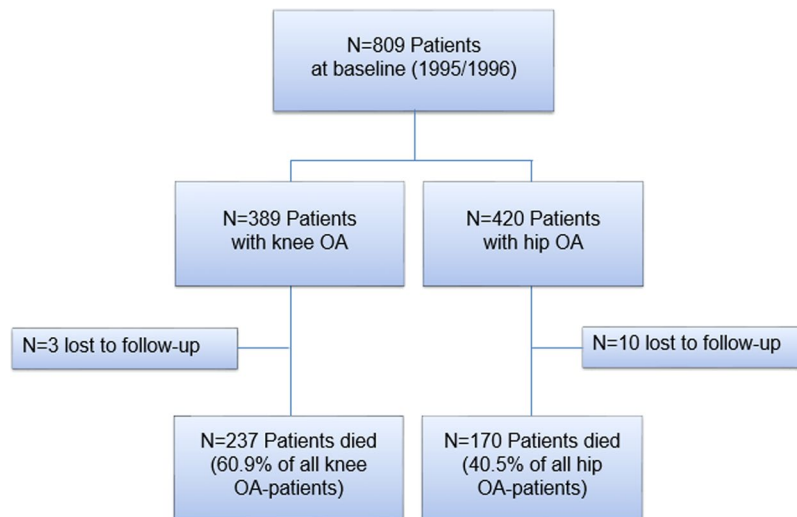 N=809 Patients
at baseline (1995/1996)
N=389 Patients
with knee OA
N=420 Patients
with hip OA
N=3 lost to follow-up
N=10 lost to follow-up
N=237 Patients died
(60.9% of all knee
OA-patients)
N=170 Patients died
(40.5% of all hip
OA-patients)